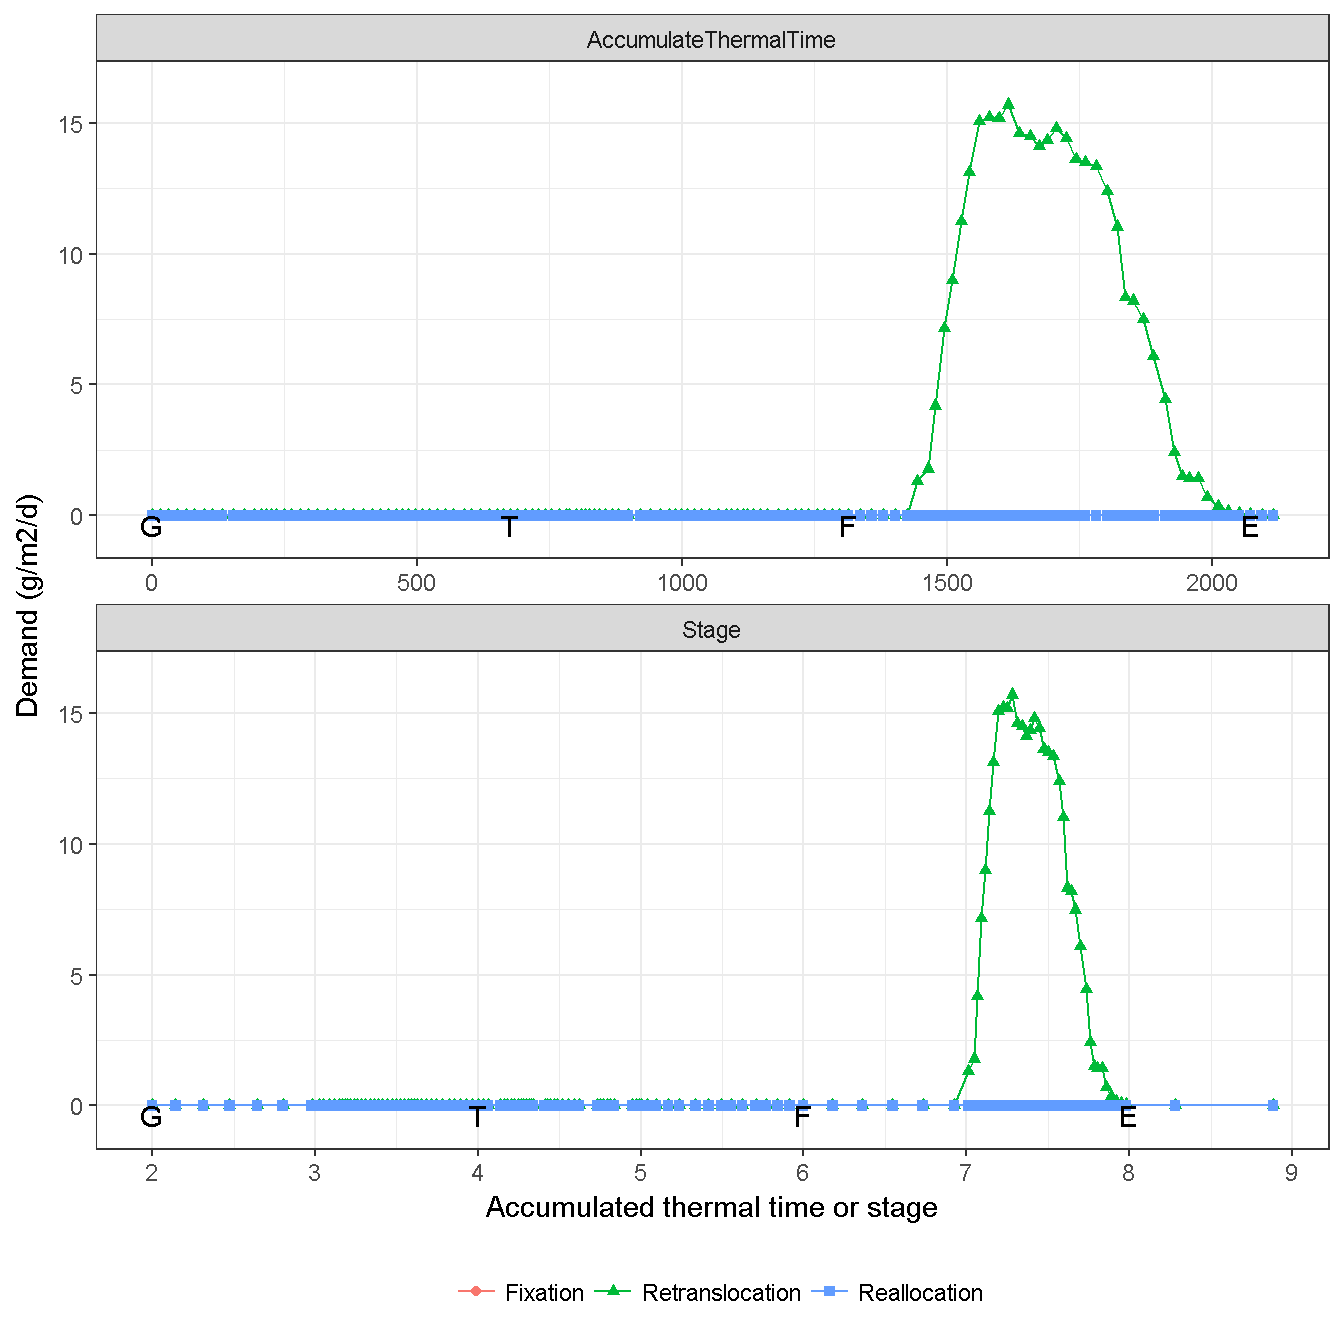 AccumulateThermalTime
15
10
5
0
G T F E
0 500 1000 1500 2000
Demand (g/m2/d)
Stage
15
10
5
0
G T F E
2 3 4 5 6 7 8 9
Accumulated thermal time or stage
Fixation Retranslocation Reallocation